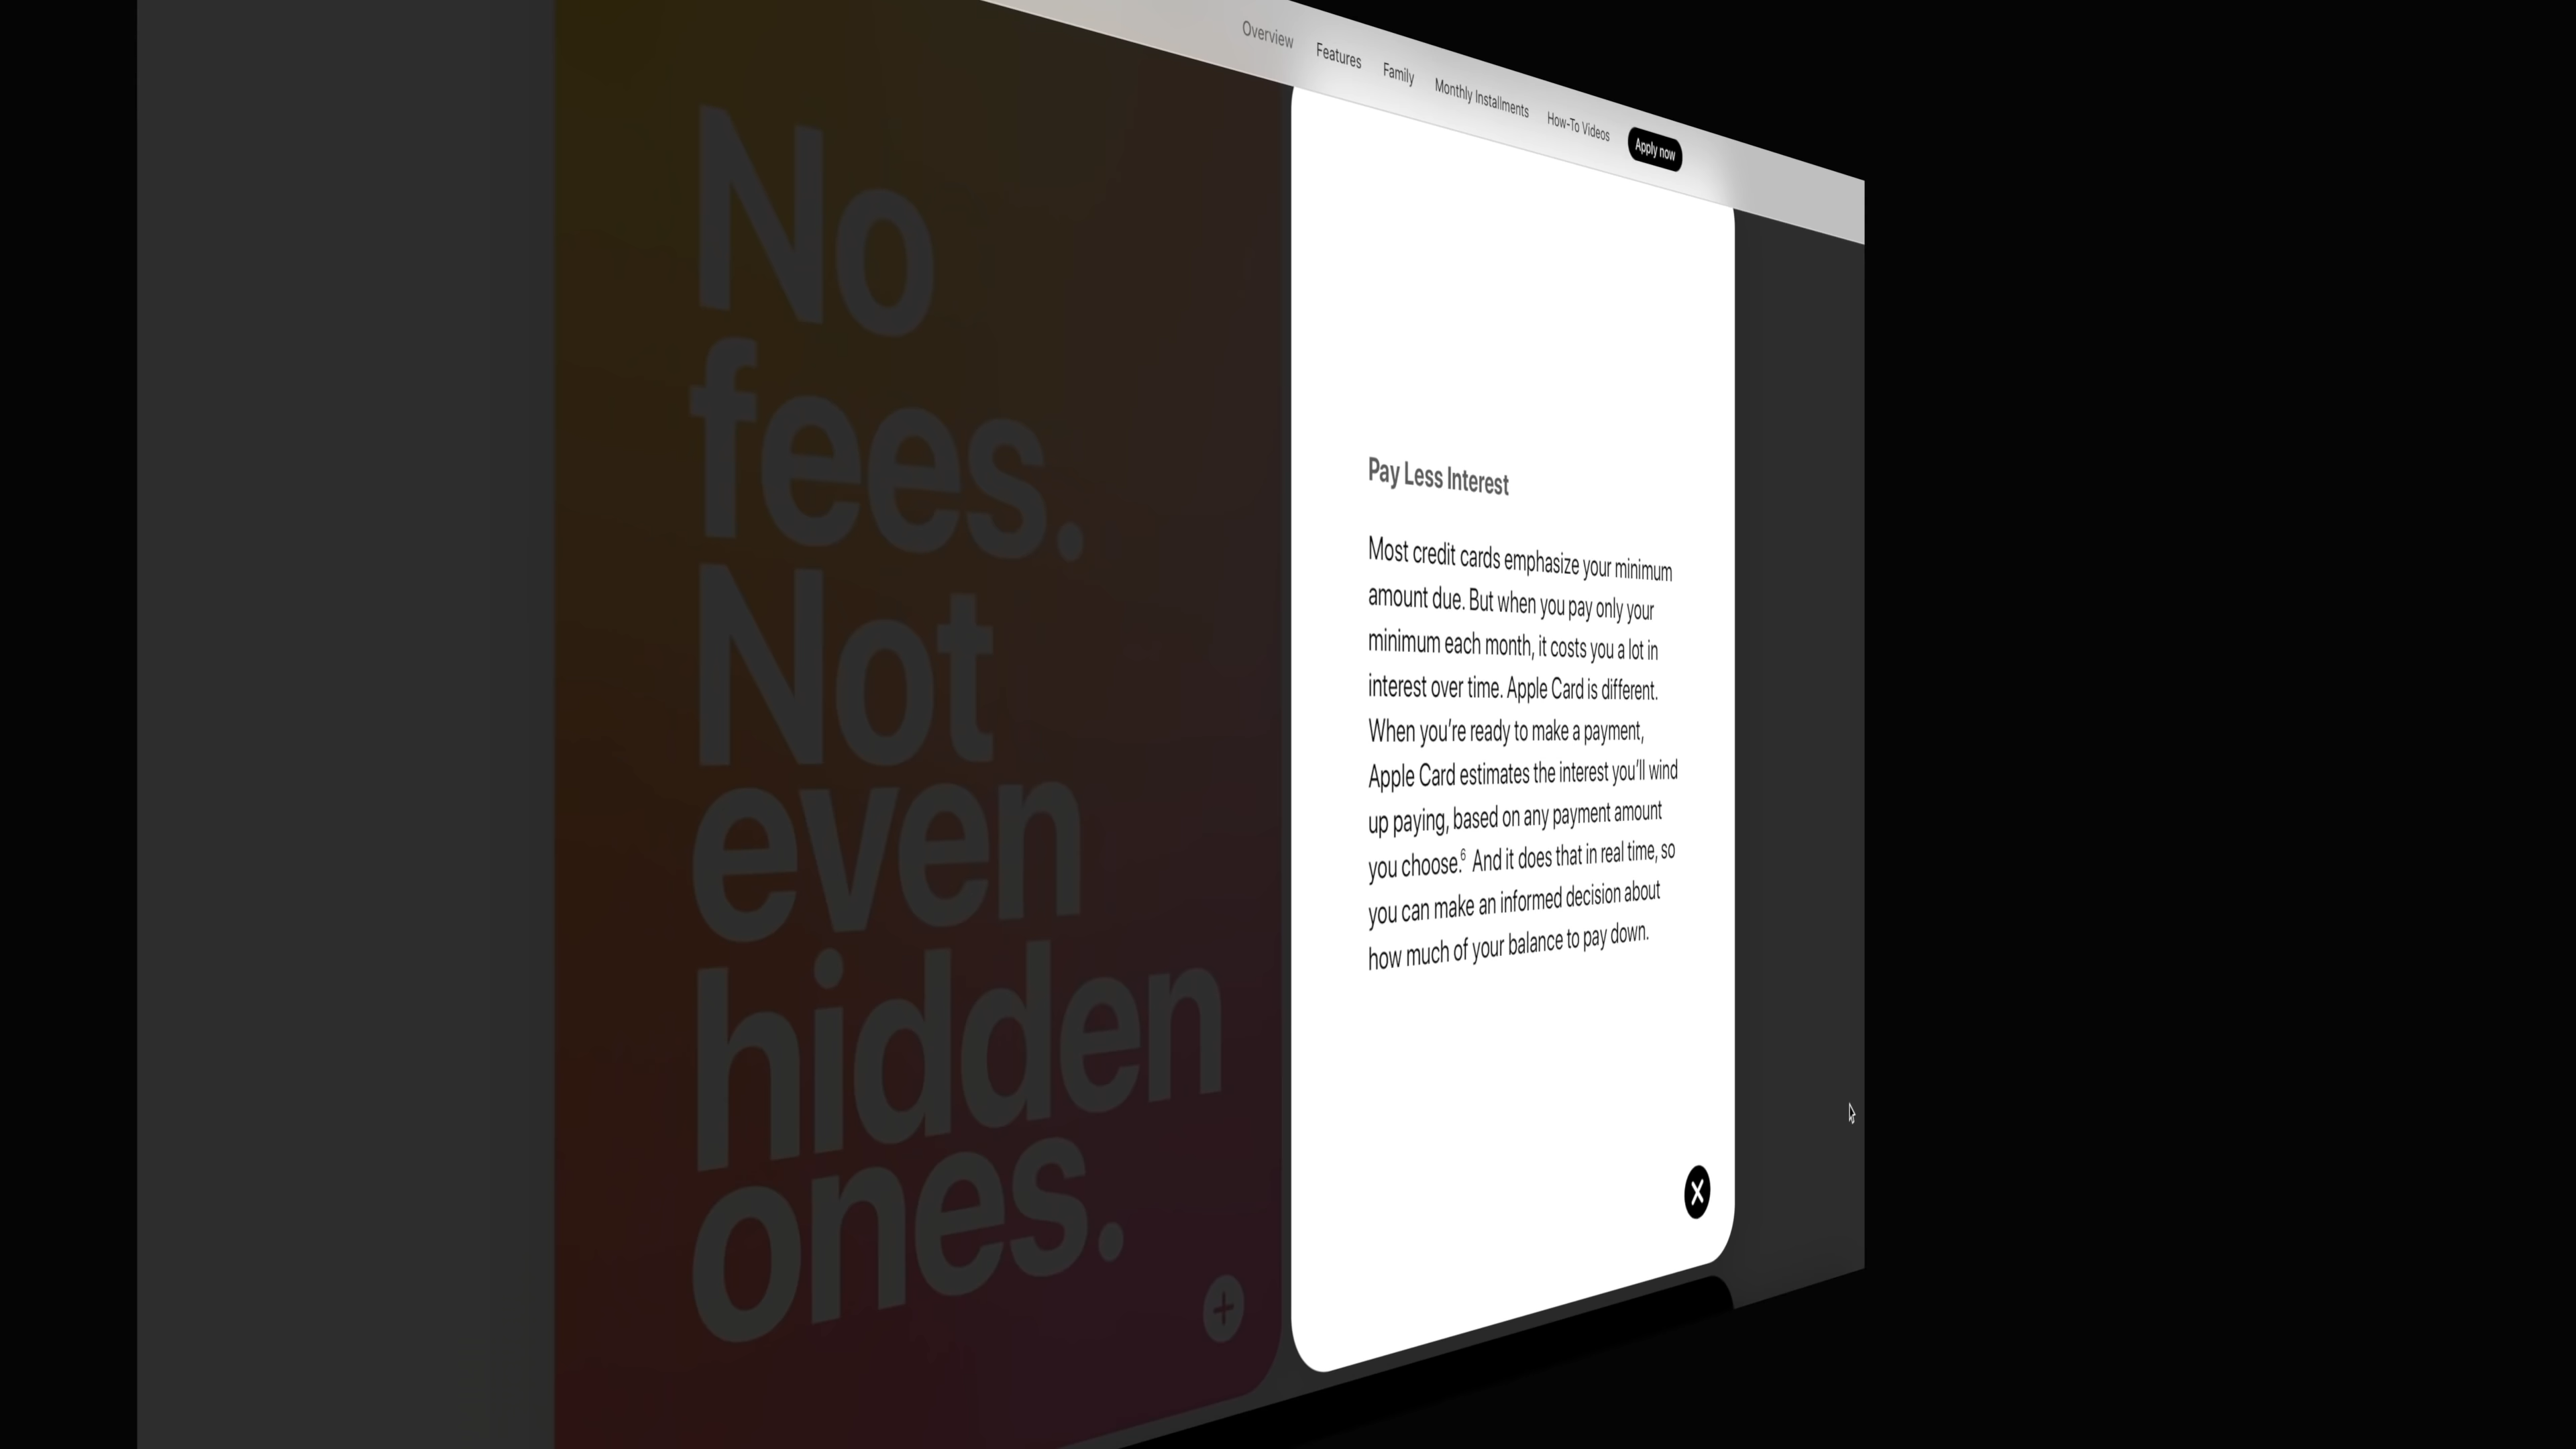 Overview Features Family Monthly Installments How-To Videos Apply now
No
fees.
Not
even
hidden
ones.
Pay Less Interest
Most credit cards emphasize your minimum
amount due. But when you pay only your
minimum each month, it costs you a lot in
interest over time. Apple Card is different.
When you’re ready to make a payment,
Apple Card estimates the interest you’ll wind
up paying, based on any payment amount
you choose.⁶ And it does that in real time, so
you can make an informed decision about
how much of your balance to pay down.